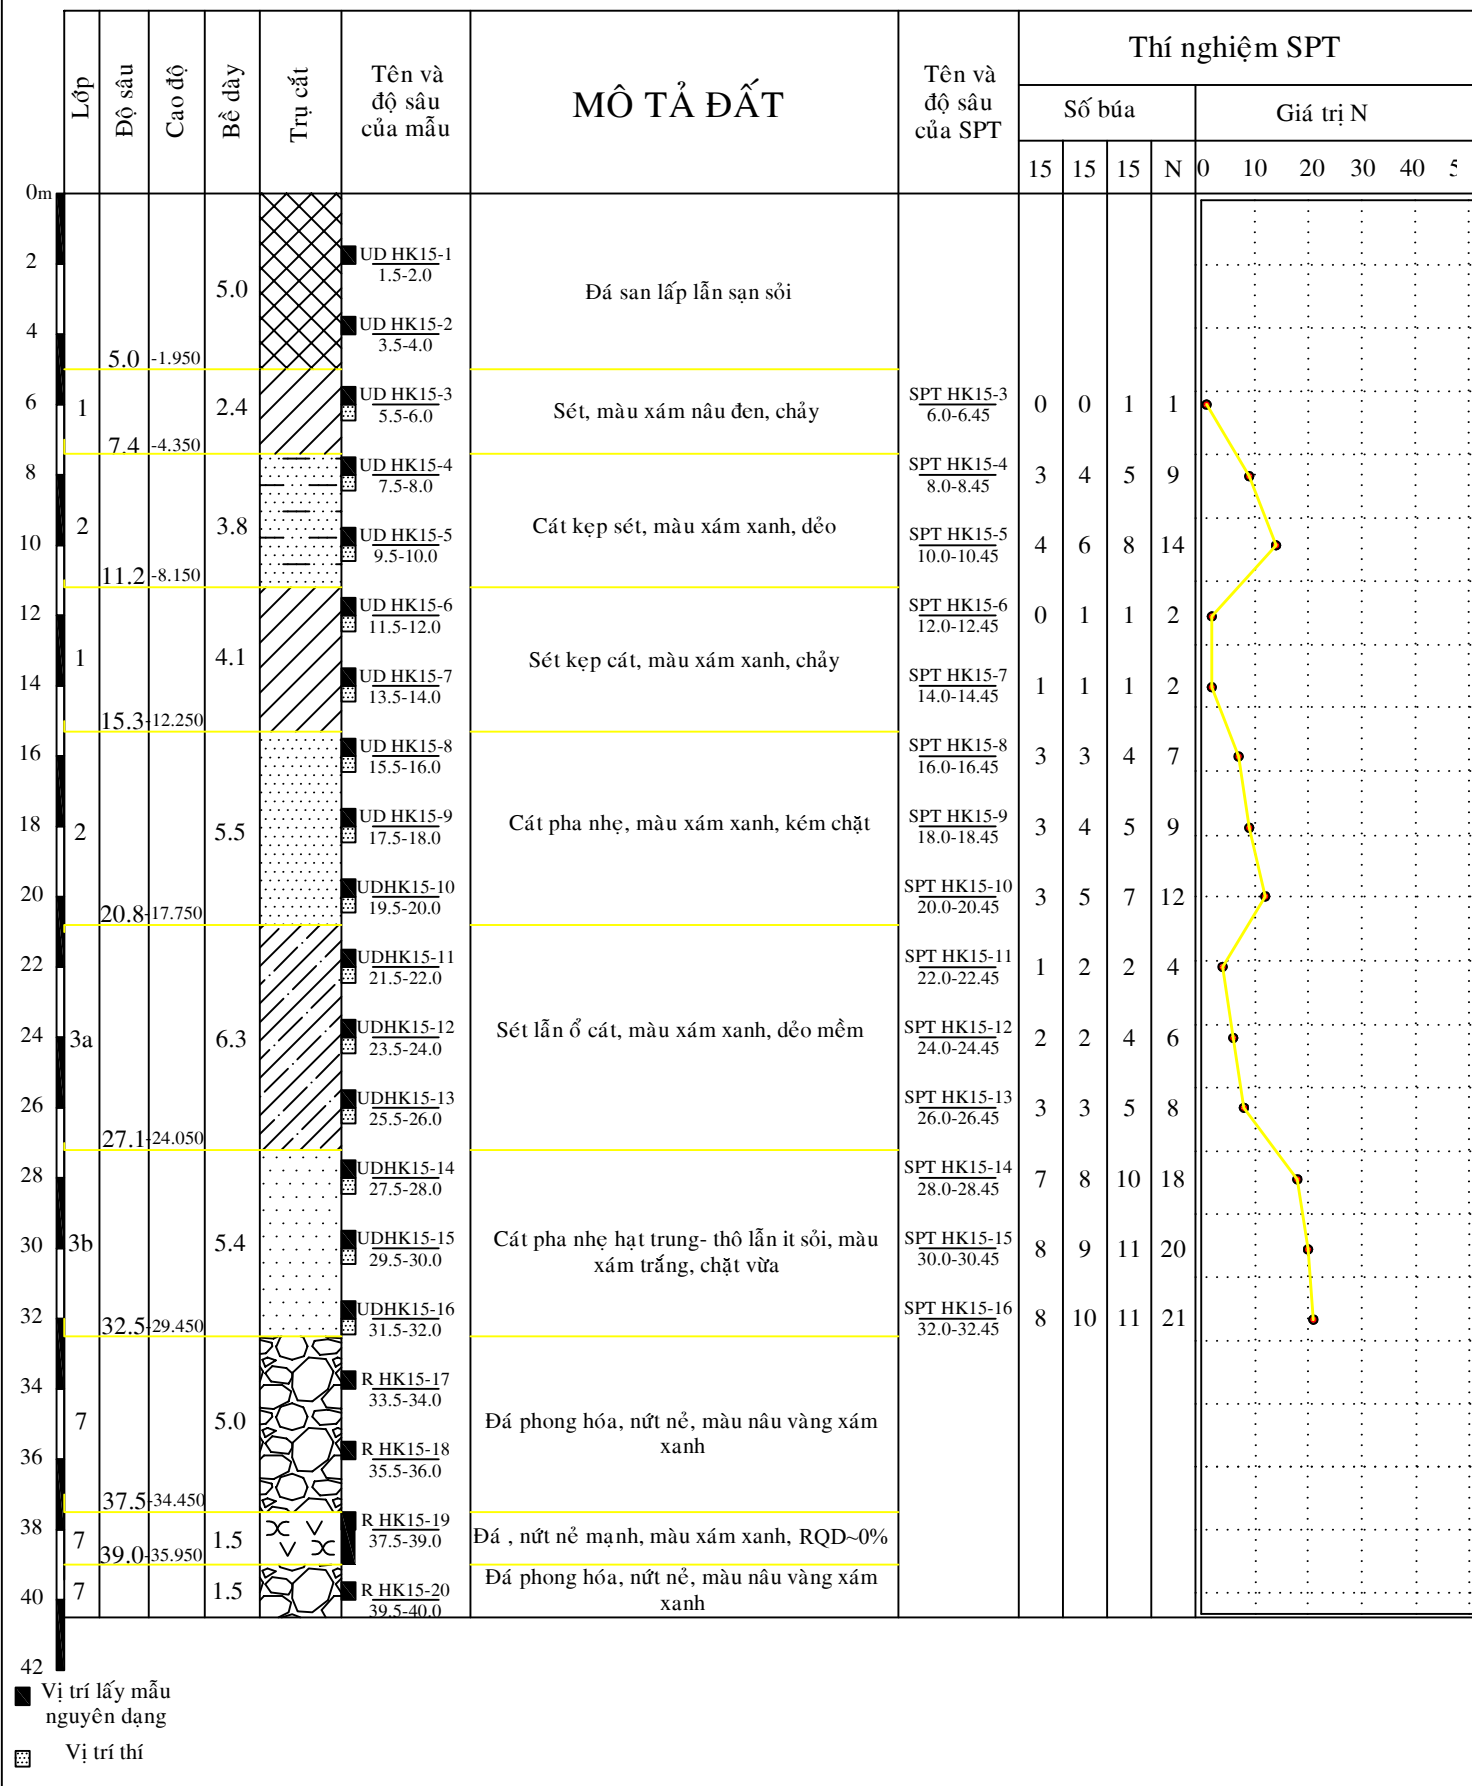 Lớp
Độ sâu
Cao độ
Bề dày
Trụ cắt
Tên và
độ sâu
của mẫu
MÔ TẢ ĐẤT
Tên và
độ sâu
của SPT
Thí nghiệm SPT
Số búa
Giá trị N
15 15 15 N 0 10 20 30 40
0m
UD HK15-1
1.5-2.0
2
5.0
Đá san lấp lẫn sạn sỏi
UD HK15-2
3.5-4.0
4
5.0 -1.950
UD HK15-3
5.5-6.0
6
1
2.4
Sét, màu xám nâu đen, chảy
SPT HK15-3
6.0-6.45
0 0 1 1
7.4 -4.350
UD HK15-4
7.5-8.0
8
SPT HK15-4
8.0-8.45
3 4 5 9
2
3.8
Cát kẹp sét, màu xám xanh, dẻo
UD HK15-5
9.5-10.0
10
SPT HK15-5
10.0-10.45
4 6 8 14
11.2 -8.150
UD HK15-6
11.5-12.0
12
SPT HK15-6
12.0-12.45
0 1 1 2
1
4.1
Sét kẹp cát, màu xám xanh, chảy
UD HK15-7
13.5-14.0
14
SPT HK15-7
14.0-14.45
1 1 1 2
15.3 -12.250
UD HK15-8
15.5-16.0
16
SPT HK15-8
16.0-16.45
3 3 4 7
UD HK15-9
17.5-18.0
18
2
5.5
Cát pha nhẹ, màu xám xanh, kém chặt
SPT HK15-9
18.0-18.45
3 4 5 9
UDHK15-10
19.5-20.0
20
SPT HK15-10
20.0-20.45
3 5 7 12
20.8 -17.750
UDHK15-11
21.5-22.0
22
SPT HK15-11
22.0-22.45
1 2 2 4
UDHK15-12
23.5-24.0
24
3a
6.3
Sét lẫn ổ cát, màu xám xanh, dẻo mềm
SPT HK15-12
24.0-24.45
2 2 4 6
UDHK15-13
25.5-26.0
26
SPT HK15-13
26.0-26.45
3 3 5 8
27.1 -24.050
UDHK15-14
27.5-28.0
28
SPT HK15-14
28.0-28.45
7 8 10 18
UDHK15-15
29.5-30.0
30
3b
5.4
Cát pha nhẹ hạt trung- thô lẫn it sỏi, màu
xám trắng, chặt vừa
SPT HK15-15
30.0-30.45
8 9 11 20
UDHK15-16
31.5-32.0
32
SPT HK15-16
32.0-32.45
8 10 11 21
32.5 -29.450
R HK15-17
33.5-34.0
34
7
5.0
Đá phong hóa, nứt nẻ, màu nâu vàng xám
xanh
R HK15-18
35.5-36.0
36
37.5 -34.450
R HK15-19
37.5-39.0
38
7
1.5
Đá , nứt nẻ mạnh, màu xám xanh, RQD~0%
39.0 -35.950
Đá phong hóa, nứt nẻ, màu nâu vàng xám
xanh
7
1.5
R HK15-20
39.5-40.0
40
42
Vị trí lấy mẫu
nguyên dạng
Vị trí thí